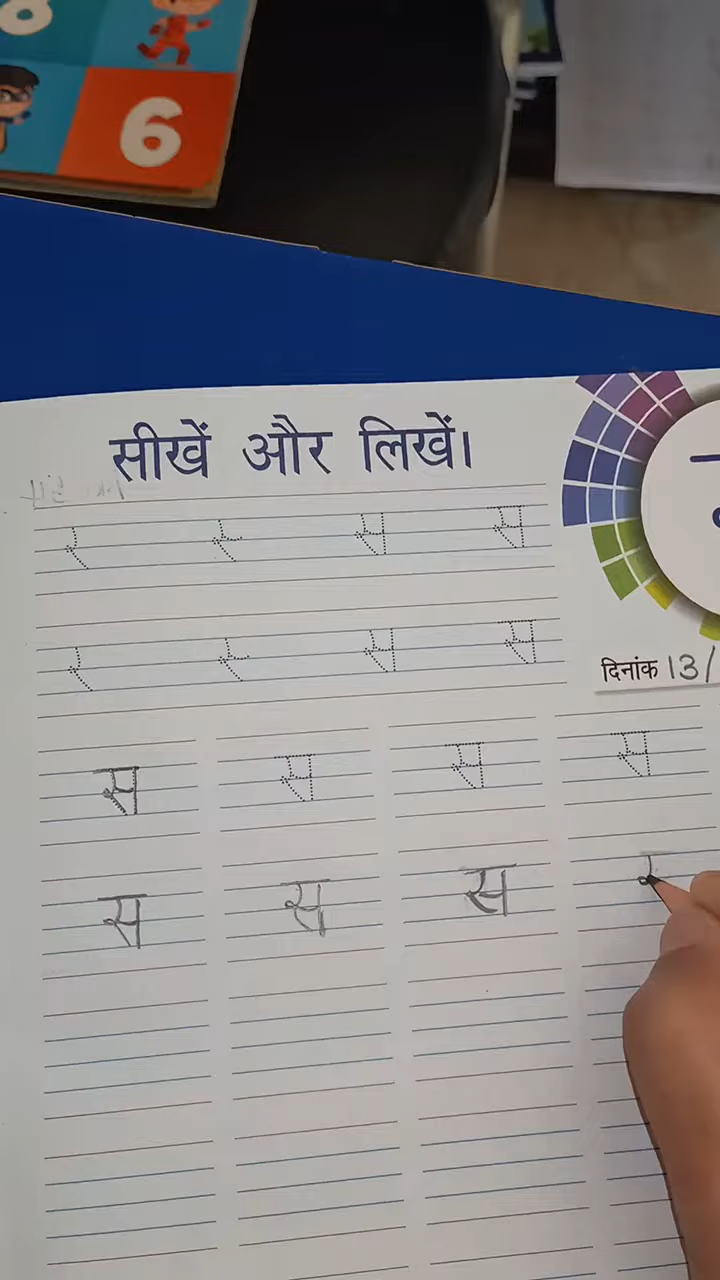 6
सीखें और लिखें।
र र स स
र र स स
दिनांक 13/
स स स स
स स स